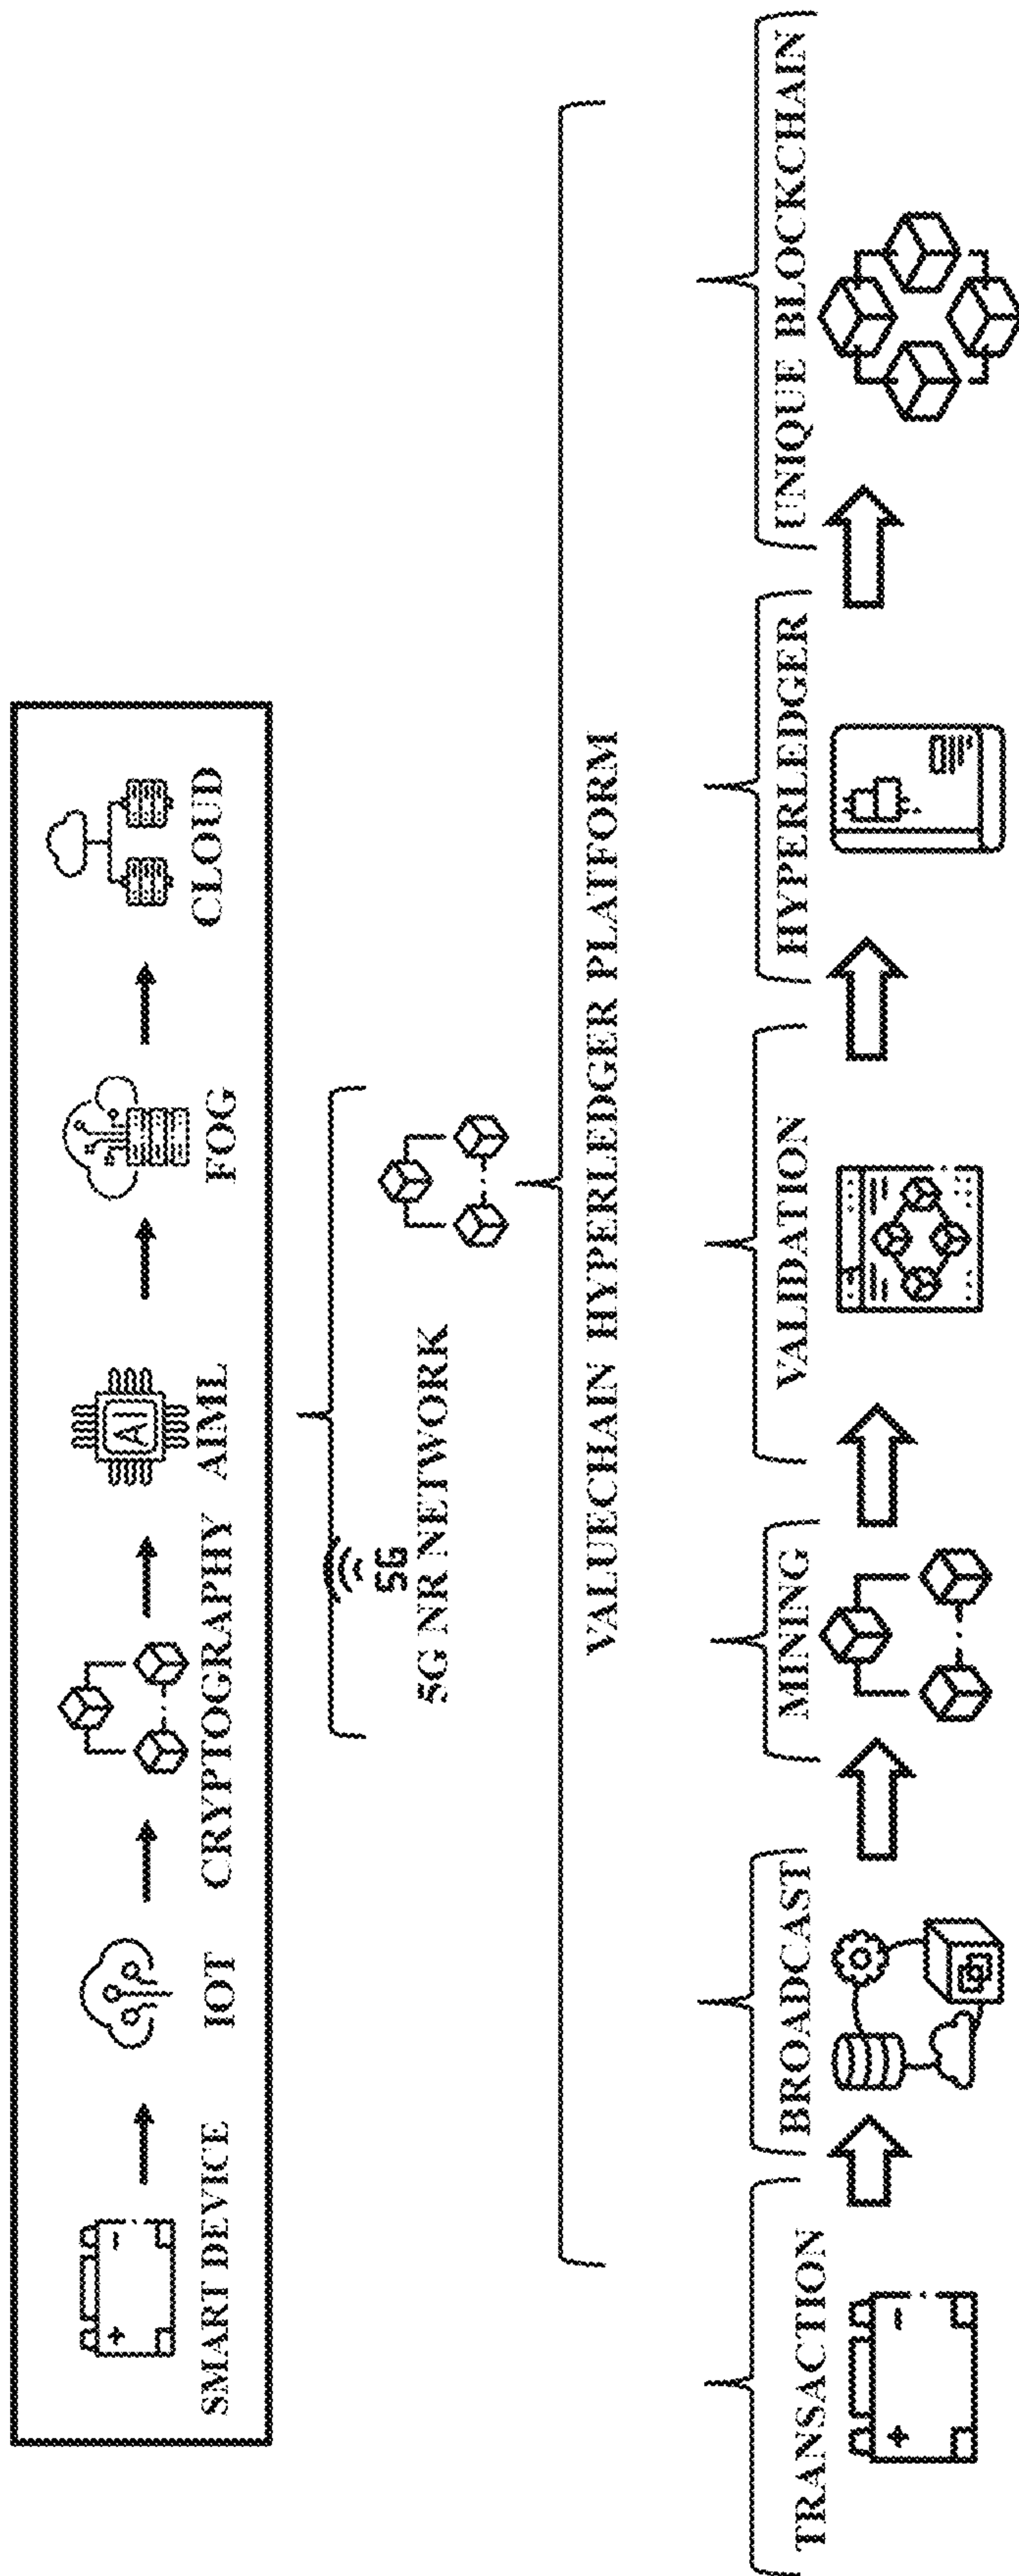 SMART DEVICE
IOT
CRYPTOGRAPHY
AI
AIML
FOG
CLOUD
5G
5G NR NETWORK
VALUECHAIN HYPERLEDGER PLATFORM
TRANSACTION
BROADCAST
MINING
VALIDATION
HYPERLEDGER
UNIQUE BLOCKCHAIN